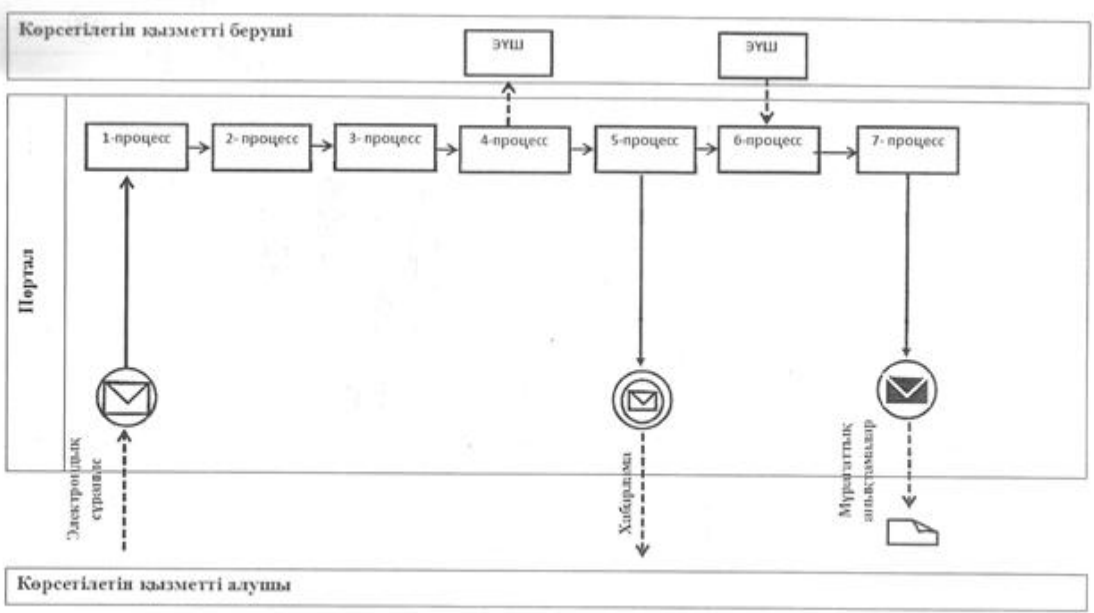 Көрсетілетін қызметті беруші
ЭҮШ
ЭҮШ
1-процесс
2- процесс
3- процесс
4-процесс
5-процесс
6-процесс
7- процесс
Портал
Электрондық
сұраныс
Хабарлама
Мұрағаттық
анықтамалар
Көрсетілетін қызметті алушы